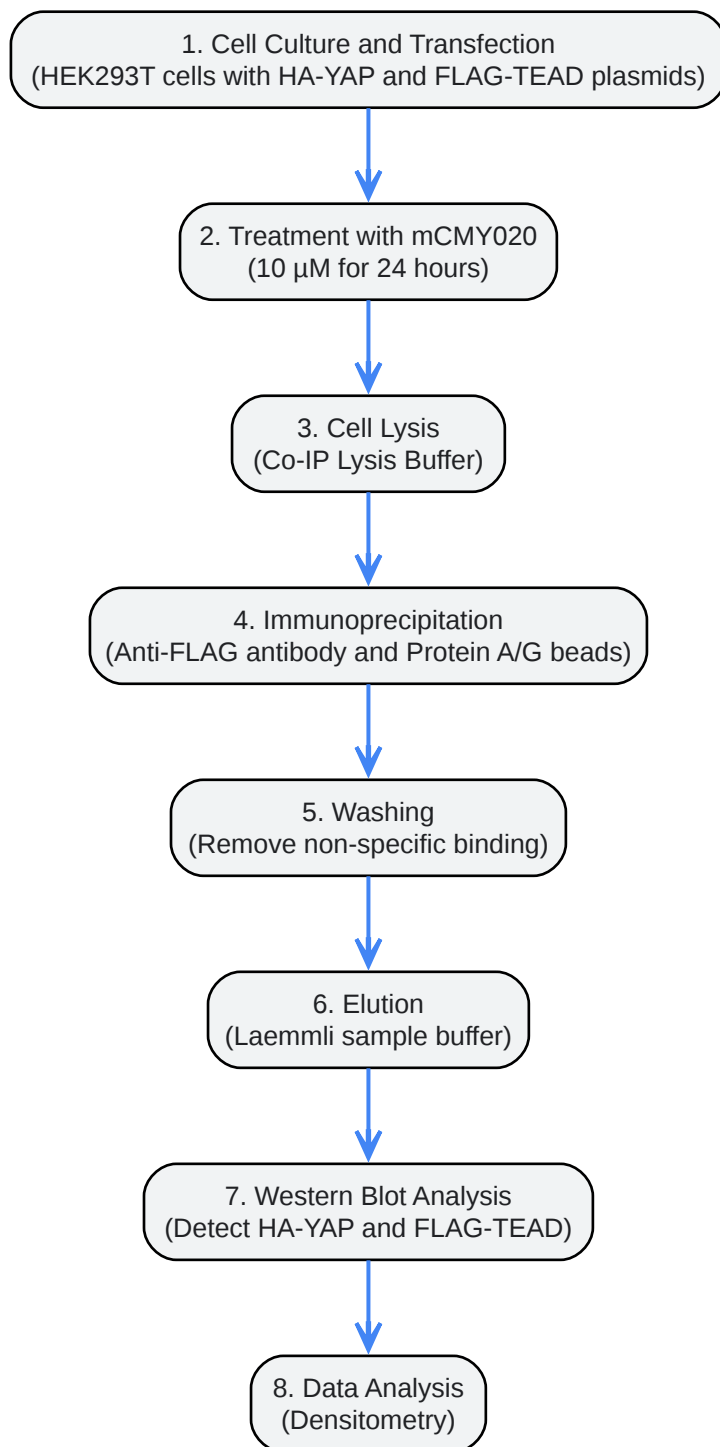 1. Cell Culture and Transfection
(HEK293T cells with HA-YAP and FLAG-TEAD plasmids)
2. Treatment with mCMY020
(10 µM for 24 hours)
3. Cell Lysis
(Co-IP Lysis Buffer)
4. Immunoprecipitation
(Anti-FLAG antibody and Protein A/G beads)
5. Washing
(Remove non-specific binding)
6. Elution
(Laemmli sample buffer)
7. Western Blot Analysis
(Detect HA-YAP and FLAG-TEAD)
8. Data Analysis
(Densitometry)